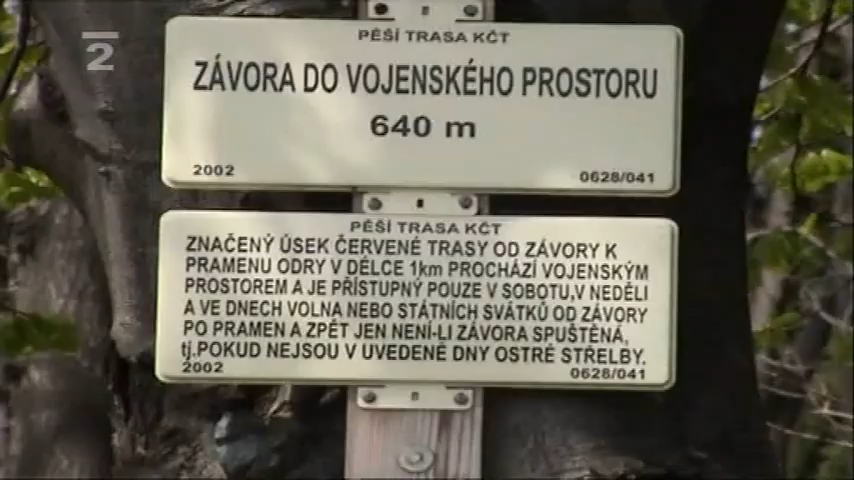 2
PĚŠÍ TRASA KČT
ZÁVORA DO VOJENSKÉHO PROSTORU
640 m
2002 0628/041
PĚŠÍ TRASA KČT
ZNAČENÝ ÚSEK ČERVENÉ TRASY OD ZÁVORY K
PRAMENU ODRY V DÉLCE 1km PROCHÁZÍ VOJENSKÝM
PROSTOREM A JE PŘÍSTUPNÝ POUZE V SOBOTU,V NEDĚLI
A VE DNECH VOLNA NEBO STÁTNÍCH SVÁTKŮ OD ZÁVORY
PO PRAMEN A ZPĚT JEN NENÍ-LI ZÁVORA SPUŠTĚNÁ,
tj.POKUD NEJSOU V UVEDENÉ DNY OSTRÉ STŘELBY.
2002 0628/041